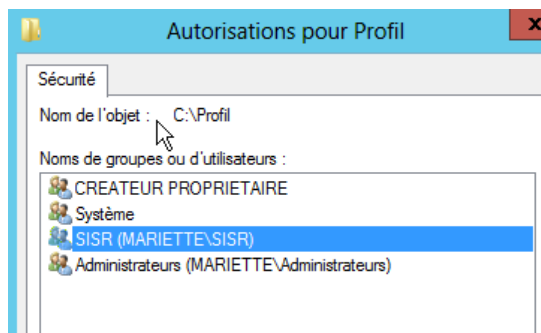 Autorisations pour Profil
x
Sécurité
Nom de l'objet : C:\Profil
Noms de groupes ou d'utilisateurs :
CREATEUR PROPRIETAIRE
Système
SISR (MARIETTE\SISR)
Administrateurs (MARIETTE\Administrateurs)